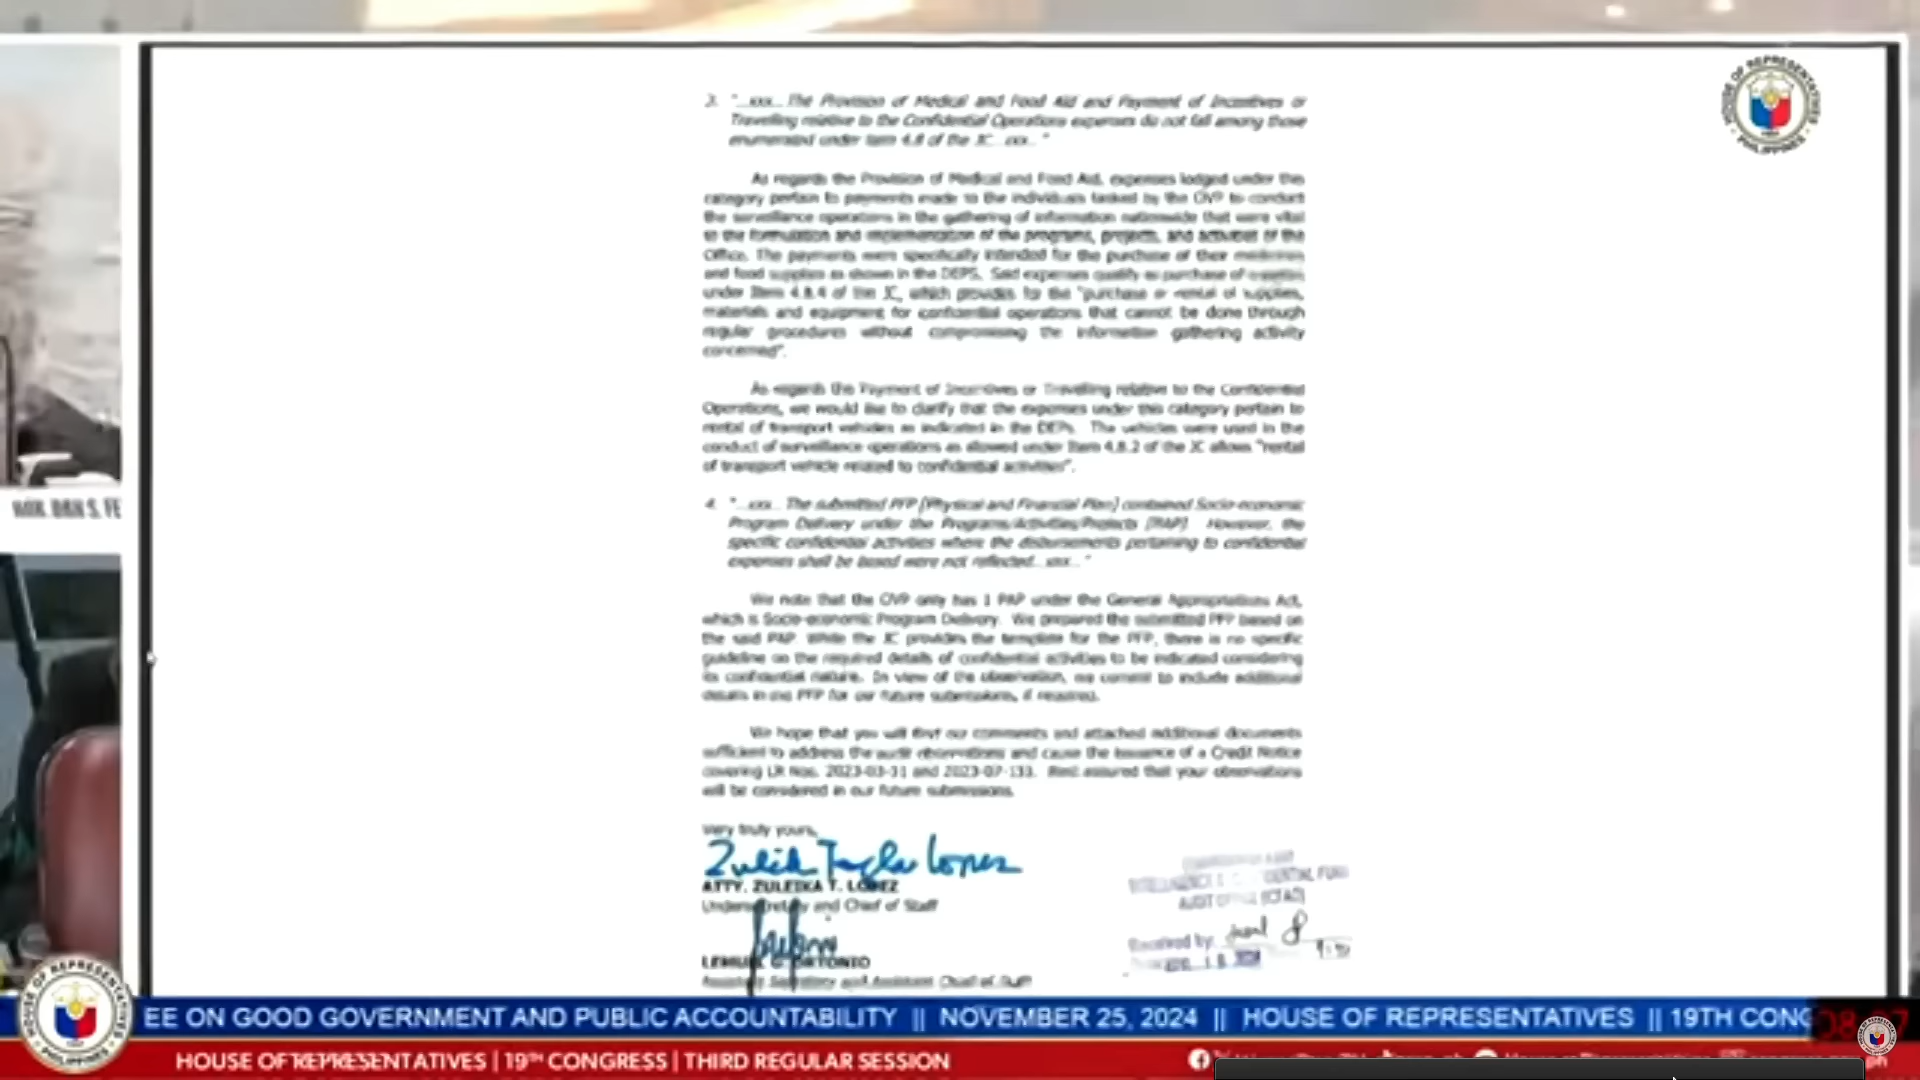 HOUSE OF REPRESENTATIVES
PHILIPPINES
3. "...xxx...The Provision of Medical and Food Aid and Payment of Incentives or
Travelling relative to the Confidential Operations expenses do not fall among those
enumerated under Item 4.8 of the JC...xxx..."
As regards the Provision of Medical and Food Aid, expenses lodged under this
category pertain to payments made to the individuals tasked by the OVP to conduct
the surveillance operations in the gathering of information nationwide that were vital
to the formulation and implementation of the programs, projects, and activities of the
Office. The payments were specifically intended for the purchase of their medicines
and food supplies as shown in the DEPS. Said expenses qualify as purchase of supplies
under Item 4.8.4 of the JC, which provides for the "purchase or rental of supplies,
materials and equipment for confidential operations that cannot be done through
regular procedures without compromising the information gathering activity
concerned".
As regards the Payment of Incentives or Travelling relative to the Confidential
Operations, we would like to clarify that the expenses under this category pertain to
rental of transport vehicles as indicated in the DEPs. The vehicles were used in the
conduct of surveillance operations as allowed under Item 4.8.2 of the JC allows "rental
of transport vehicle related to confidential activities".
4. "...xxx... The submitted PFP [Physical and Financial Plan] contained Socio-economic
Program Delivery under the Programs/Activities/Projects [PAP]. However, the
specific confidential activities where the disbursements pertaining to confidential
expenses shall be based were not reflected...xxx..."
We note that the OVP only has 1 PAP under the General Appropriations Act,
which is Socio-economic Program Delivery. We prepared the submitted PFP based on
the said PAP. While the JC provides the template for the PFP, there is no specific
guideline on the required details of confidential activities to be indicated considering
its confidential nature. In view of the observation, we commit to include additional
details in the PFP for our future submissions, if required.
We hope that you will find our comments and attached additional documents
sufficient to address the audit observations and cause the issuance of a Credit Notice
covering LR Nos. 2023-03-31 and 2023-07-133. Rest assured that your observations
will be considered in our future submissions.
Very truly yours,
ATTY. ZULEIKA T. LOPEZ
Undersecretary and Chief of Staff
LEMUEL G. ORTONIO
Assistant Secretary and Assistant Chief of Staff
AUDIT OFFICE (ICFAO)
Received by:
EE ON GOOD GOVERNMENT AND PUBLIC ACCOUNTABILITY || NOVEMBER 25, 2024 || HOUSE OF REPRESENTATIVES || 19TH CONG
HOUSE OF REPRESENTATIVES | 19TH CONGRESS | THIRD REGULAR SESSION